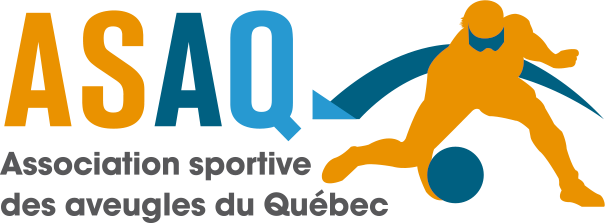 ASAQ
Association sportive
des aveugles du Québec